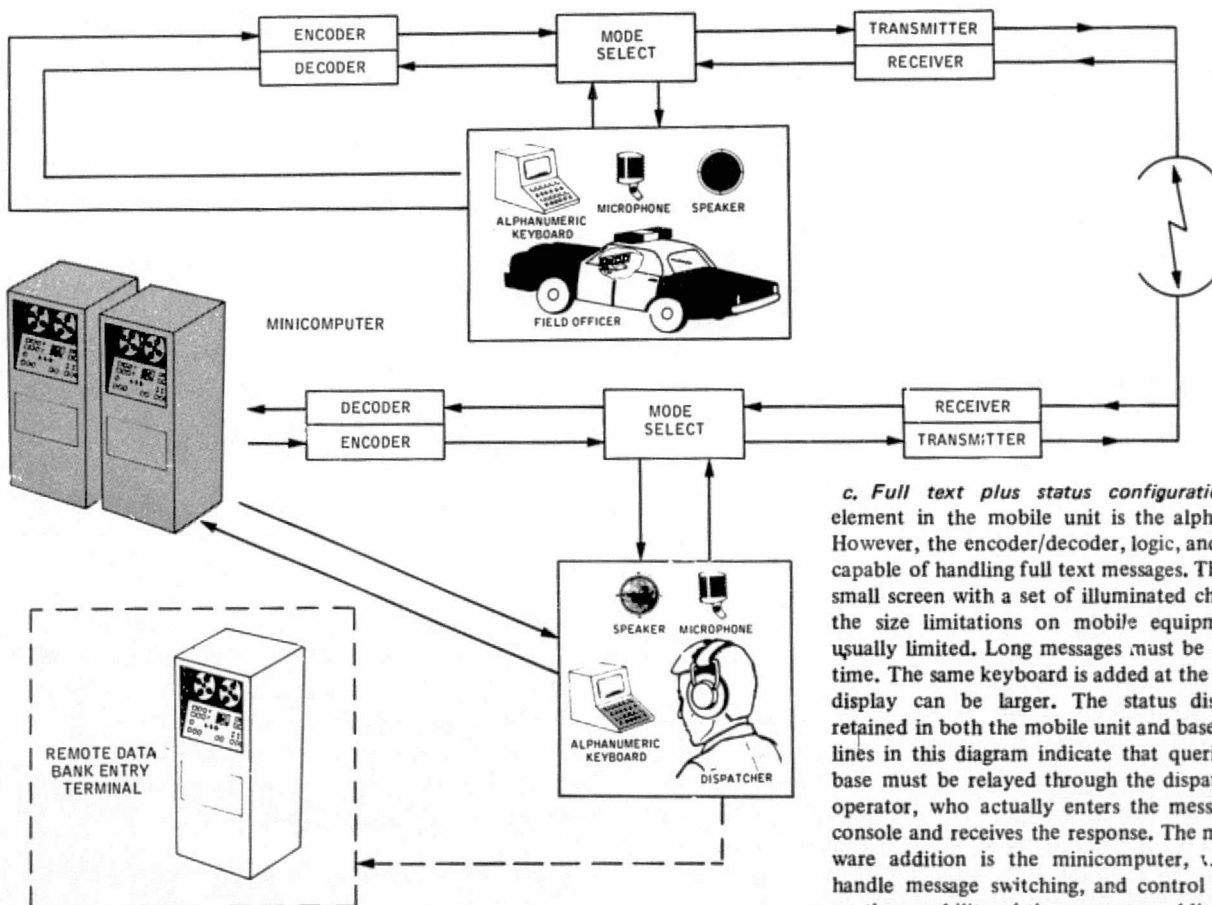 ENCODER
DECODER
MODE
SELECT
TRANSMITTER
RECEIVER
ALPHANUMERIC
KEYBOARD
MICROPHONE
SPEAKER
FIELD OFFICER
MINICOMPUTER
DECODER
ENCODER
MODE
SELECT
RECEIVER
TRANSMITTER
SPEAKER
MICROPHONE
ALPHANUMERIC
KEYBOARD
DISPATCHER
REMOTE DATA
BANK ENTRY
TERMINAL
c. Full text plus status configuratio
element in the mobile unit is the alph
However, the encoder/decoder, logic, and
capable of handling full text messages. Th
small screen with a set of illuminated ch
the size limitations on mobile equipm
usually limited. Long messages must be
time. The same keyboard is added at the
display can be larger. The status dis
retained in both the mobile unit and base
lines in this diagram indicate that queri
base must be relayed through the dispat
operator, who actually enters the mess
console and receives the response. The m
ware addition is the minicomputer,
handle message switching, and control